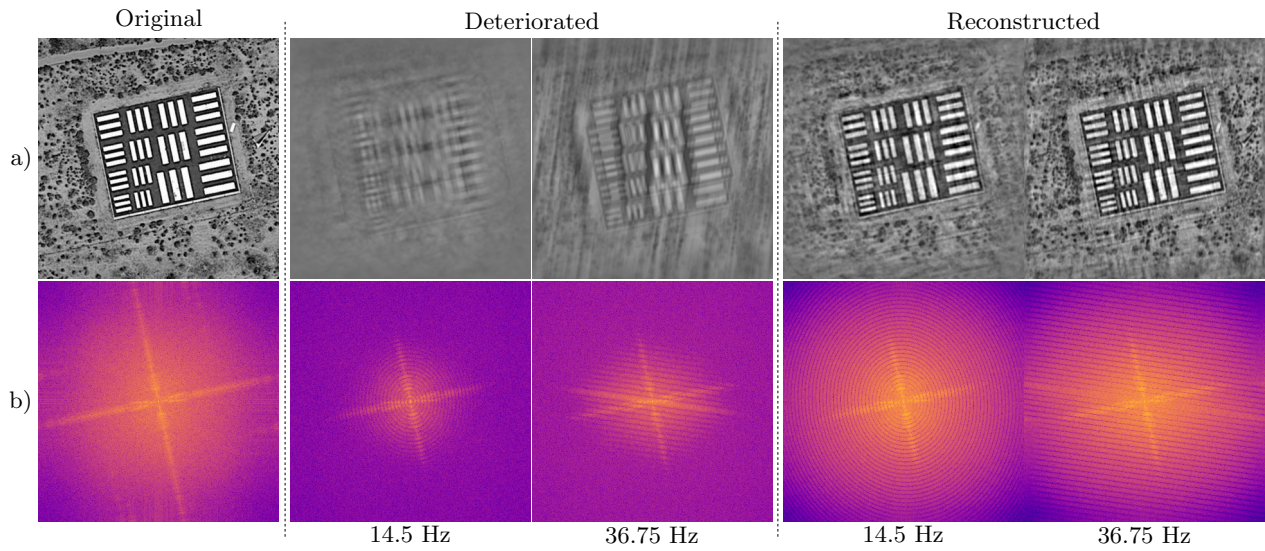 Original
Deteriorated
Reconstructed
a)
b)
14.5 Hz
36.75 Hz
14.5 Hz
36.75 Hz